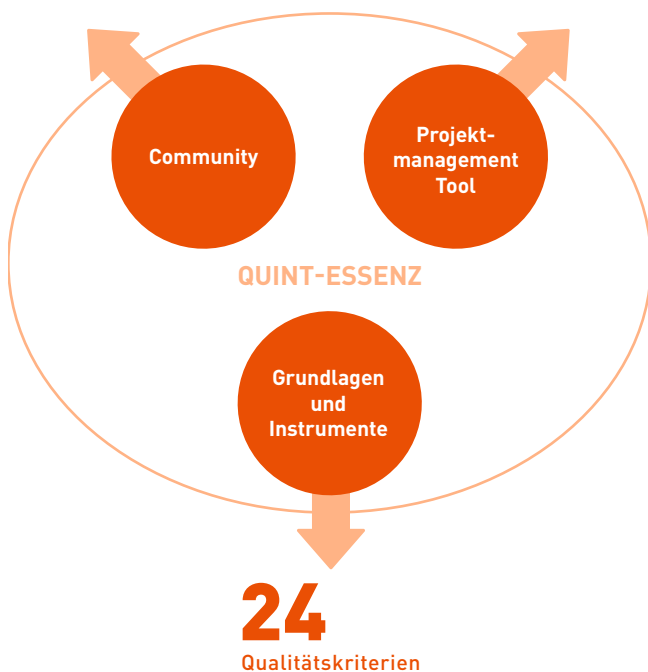 Community
Projekt-
management
Tool
QUINT-ESSENZ
Grundlagen
und
Instrumente
24
Qualitätskriterien